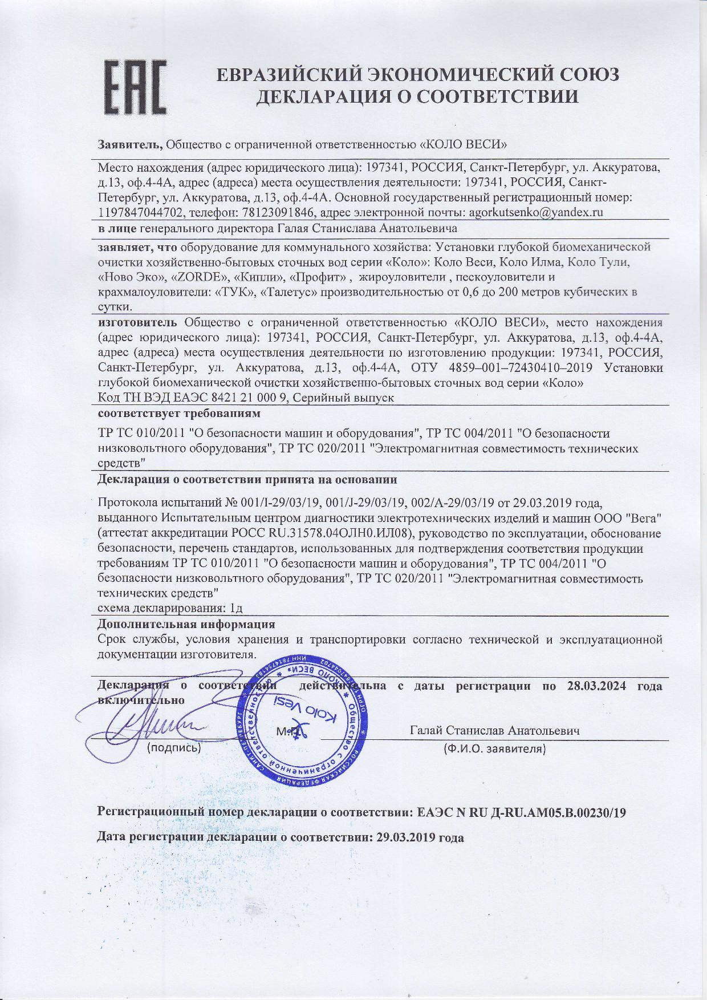 ЕАС
ЕВРАЗИЙСКИЙ ЭКОНОМИЧЕСКИЙ СОЮЗ
ДЕКЛАРАЦИЯ О СООТВЕТСТВИИ
Заявитель, Общество с ограниченной ответственностью «КОЛО ВЕСИ»
Место нахождения (адрес юридического лица): 197341, РОССИЯ, Санкт-Петербург, ул. Аккуратова,
д.13, оф.4-4А, адрес (адреса) места осуществления деятельности: 197341, РОССИЯ, Санкт-
Петербург, ул. Аккуратова, д.13, оф.4-4А. Основной государственный регистрационный номер:
1197847044702, телефон: 78123091846, адрес электронной почты: agorkutsenko@yandex.ru
в лице генерального директора Галая Станислава Анатольевича
заявляет, что оборудование для коммунального хозяйства: Установки глубокой биомеханической
очистки хозяйственно-бытовых сточных вод серии «Коло»: Коло Веси, Коло Илма, Коло Тули,
«Ново Эко», «ZORDE», «Кипли», «Профит» , жироуловители , пескоуловители и
крахмалоуловители: «ТУК», «Талетус» производительностью от 0,6 до 200 метров кубических в
сутки.
изготовитель Общество с ограниченной ответственностью «КОЛО ВЕСИ», место нахождения
(адрес юридического лица): 197341, РОССИЯ, Санкт-Петербург, ул. Аккуратова, д.13, оф.4-4А,
адрес (адреса) места осуществления деятельности по изготовлению продукции: 197341, РОССИЯ,
Санкт-Петербург, ул. Аккуратова, д.13, оф.4-4А, ОТУ 4859–001–72430410–2019 Установки
глубокой биомеханической очистки хозяйственно-бытовых сточных вод серии «Коло»
Код ТН ВЭД ЕАЭС 8421 21 000 9, Серийный выпуск
соответствует требованиям
ТР ТС 010/2011 "О безопасности машин и оборудования", ТР ТС 004/2011 "О безопасности
низковольтного оборудования", ТР ТС 020/2011 "Электромагнитная совместимость технических
средств"
Декларация о соответствии принята на основании
Протокола испытаний № 001/I-29/03/19, 001/J-29/03/19, 002/A-29/03/19 от 29.03.2019 года,
выданного Испытательным центром диагностики электротехнических изделий и машин ООО "Вега"
(аттестат аккредитации РОСС RU.31578.04ОЛН0.ИЛ08), руководство по эксплуатации, обоснование
безопасности, перечень стандартов, использованных для подтверждения соответствия продукции
требованиям ТР ТС 010/2011 "О безопасности машин и оборудования", ТР ТС 004/2011 "О
безопасности низковольтного оборудования", ТР ТС 020/2011 "Электромагнитная совместимость
технических средств"
схема декларирования: 1д
Дополнительная информация
Срок службы, условия хранения и транспортировки согласно технической и эксплуатационной
документации изготовителя.
Декларация о соответствии действительна с даты регистрации по 28.03.2024 года
включительно
М.П.
Галай Станислав Анатольевич
(подпись)
(Ф.И.О. заявителя)
Общество с ограниченной ответственностью * «КОЛО ВЕСИ» *
РОССИЙСКАЯ ФЕДЕРАЦИЯ САНКТ-ПЕТЕРБУРГ
Kolo Vesi
Регистрационный номер декларации о соответствии: ЕАЭС N RU Д-RU.АМ05.В.00230/19
Дата регистрации декларации о соответствии: 29.03.2019 года